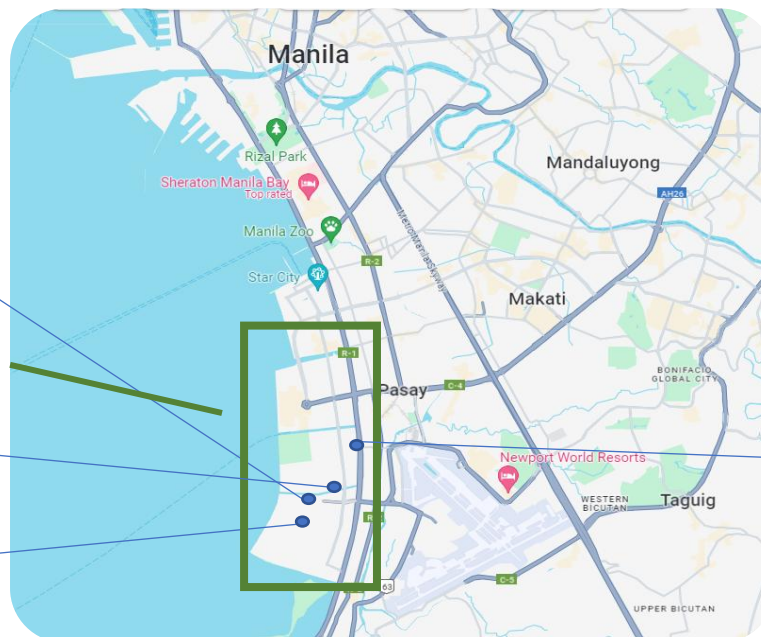 Manila
Rizal Park
Mandaluyong
Sheraton Manila Bay
Top rated
AH26
Manila Zoo
Metro Manila Skyway
R-2
Star City
Makati
R-1
BONIFACIO
GLOBAL CITY
C-4
Pasay
Newport World Resorts
WESTERN
BICUTAN
Taguig
C-5
63
UPPER BICUTAN